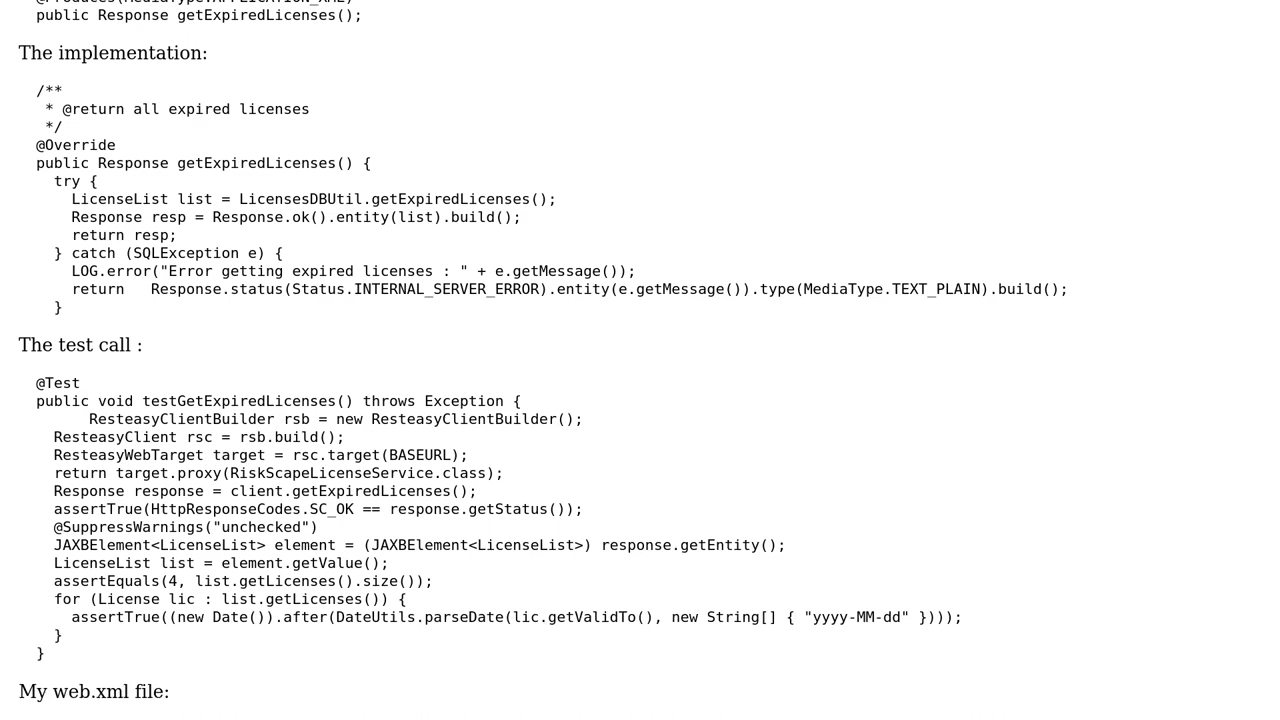 @Produces(MediaType.APPLICATION_XML)
public Response getExpiredLicenses();
The implementation:
/**
 * @return all expired licenses
 */
@Override
public Response getExpiredLicenses() {
  try {
    LicenseList list = LicensesDBUtil.getExpiredLicenses();
    Response resp = Response.ok().entity(list).build();
    return resp;
  } catch (SQLException e) {
    LOG.error("Error getting expired licenses : " + e.getMessage());
    return   Response.status(Status.INTERNAL_SERVER_ERROR).entity(e.getMessage()).type(MediaType.TEXT_PLAIN).build();
  }
The test call :
@Test
public void testGetExpiredLicenses() throws Exception {
      ResteasyClientBuilder rsb = new ResteasyClientBuilder();
  ResteasyClient rsc = rsb.build();
  ResteasyWebTarget target = rsc.target(BASEURL);
  return target.proxy(RiskScapeLicenseService.class);
  Response response = client.getExpiredLicenses();
  assertTrue(HttpResponseCodes.SC_OK == response.getStatus());
  @SuppressWarnings("unchecked")
  JAXBElement<LicenseList> element = (JAXBElement<LicenseList>) response.getEntity();
  LicenseList list = element.getValue();
  assertEquals(4, list.getLicenses().size());
  for (License lic : list.getLicenses()) {
    assertTrue((new Date()).after(DateUtils.parseDate(lic.getValidTo(), new String[] { "yyyy-MM-dd" })));
  }
}
My web.xml file: